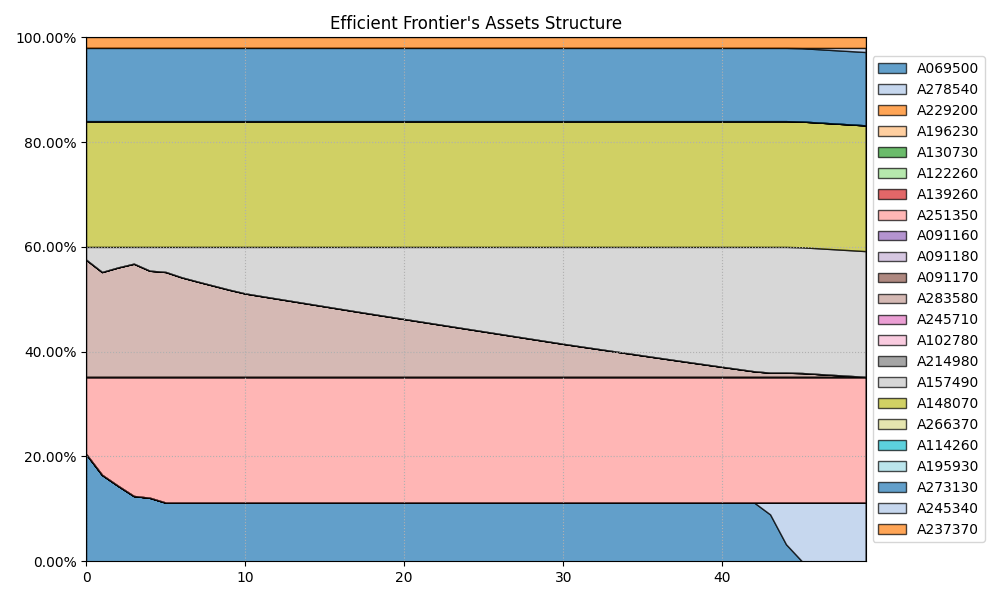 Efficient Frontier's Assets Structure
100.00%
80.00%
60.00%
40.00%
20.00%
0.00%
0
10
20
30
40
A069500
A278540
A229200
A196230
A130730
A122260
A139260
A251350
A091160
A091180
A091170
A283580
A245710
A102780
A214980
A157490
A148070
A266370
A114260
A195930
A273130
A245340
A237370